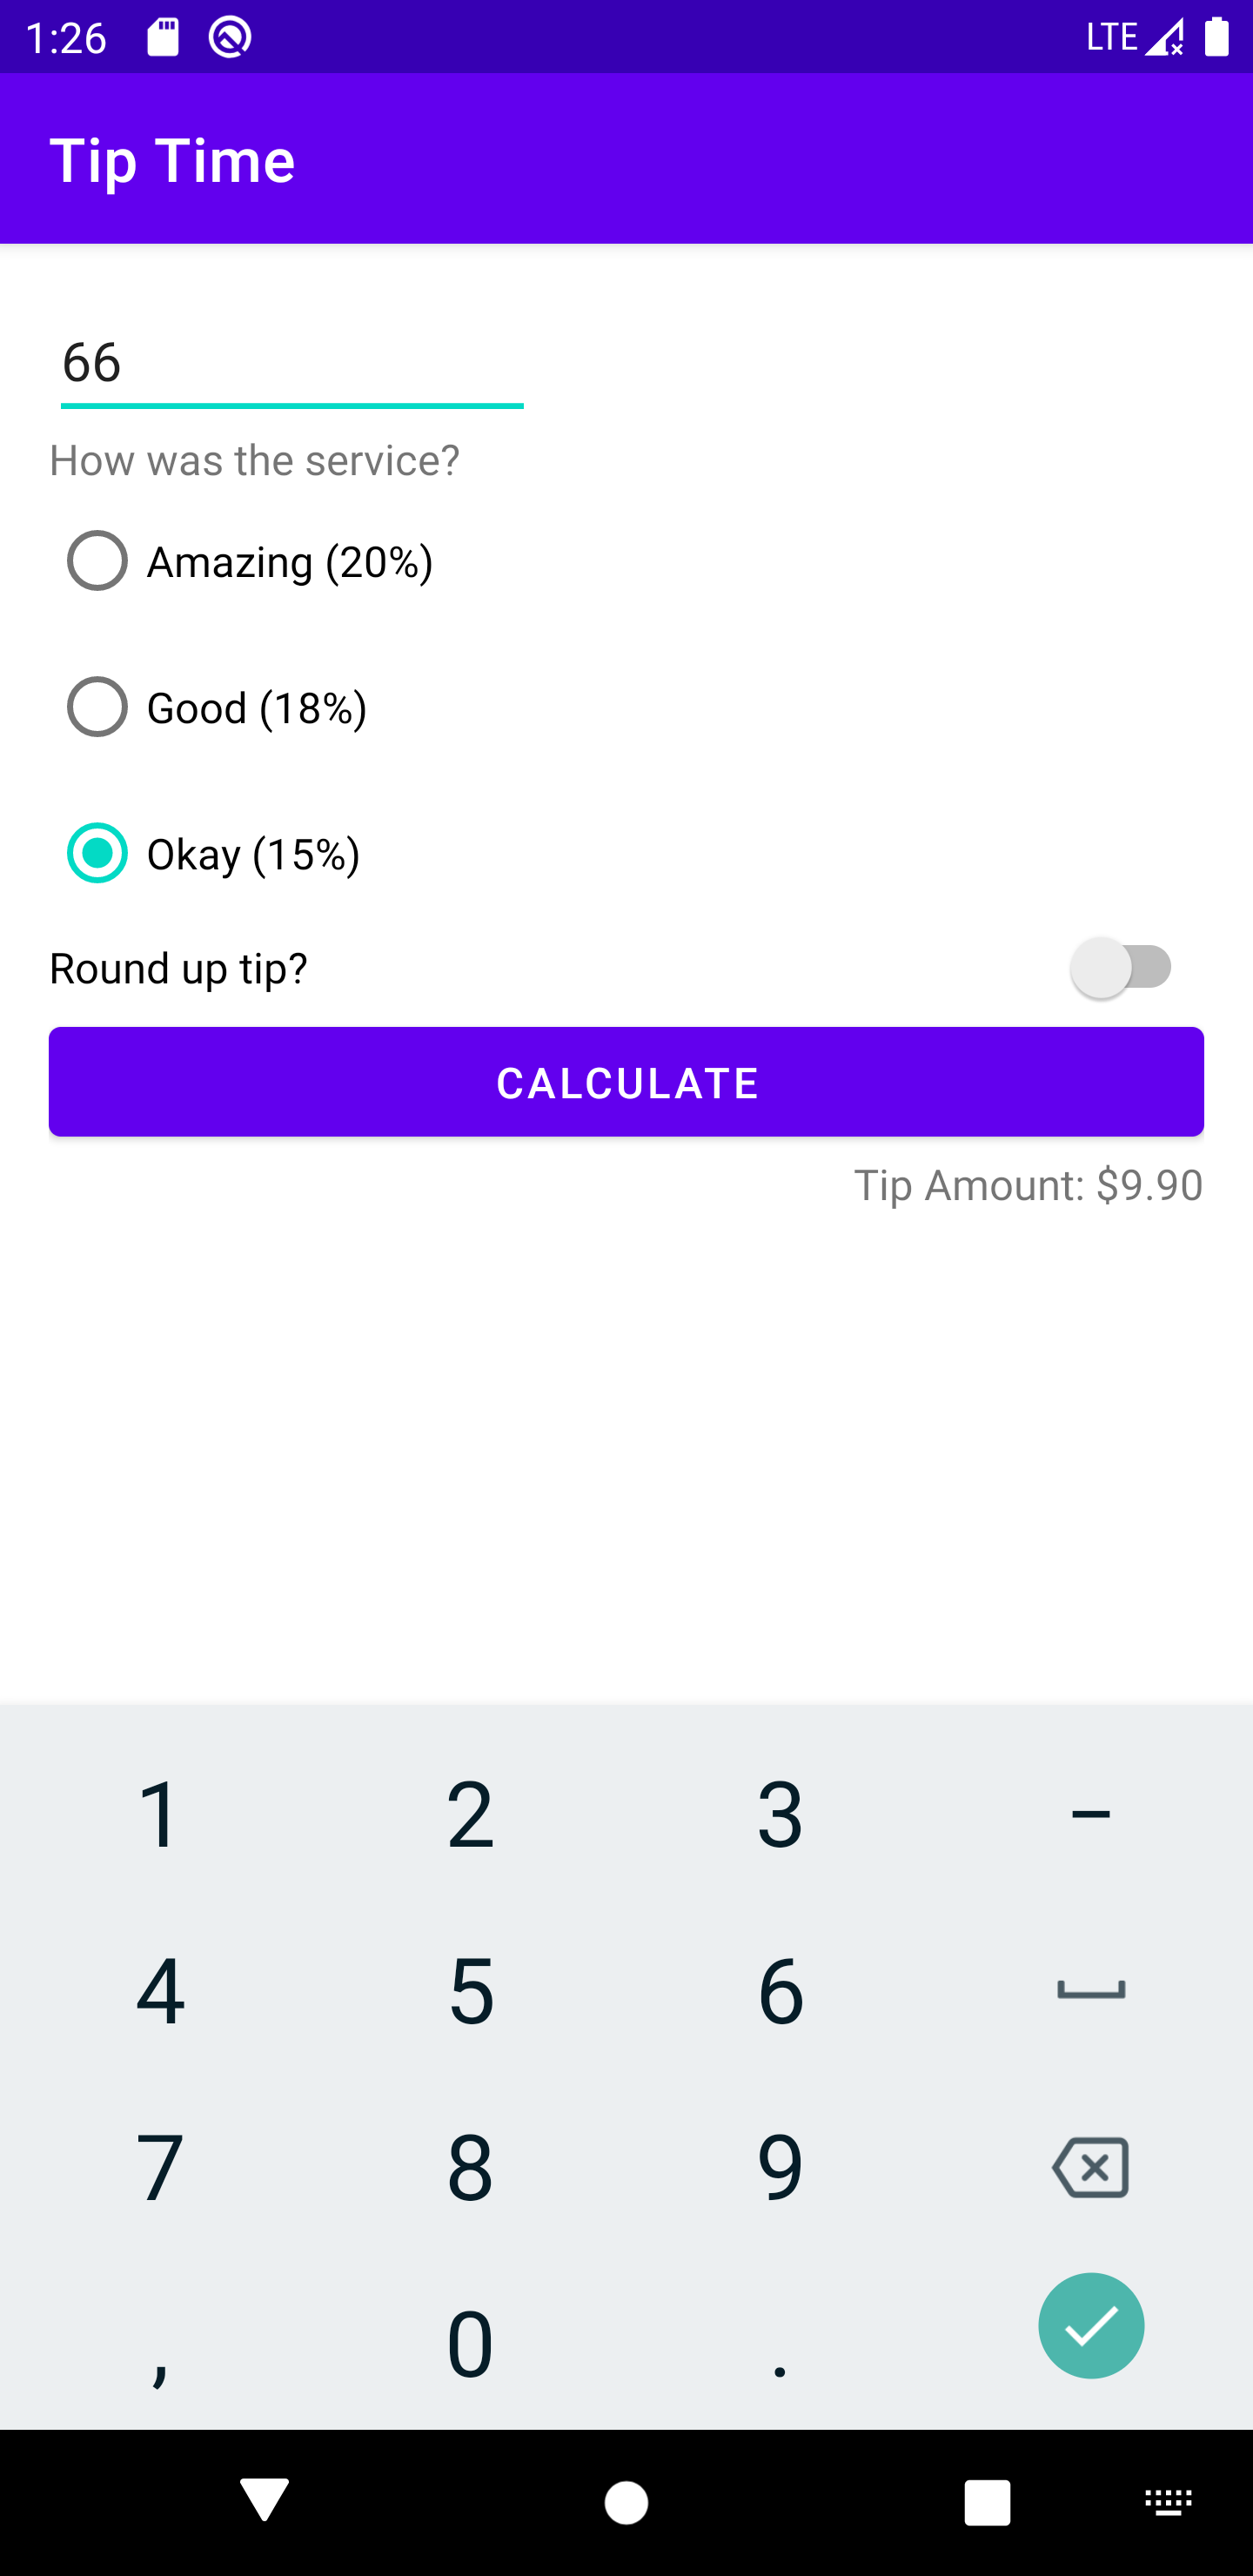 1:26 LTE
Tip Time
66
How was the service?
Amazing (20%)
Good (18%)
Okay (15%)
Round up tip?
CALCULATE
Tip Amount: $9.90
1 2 3 –
4 5 6
7 8 9
, 0 .